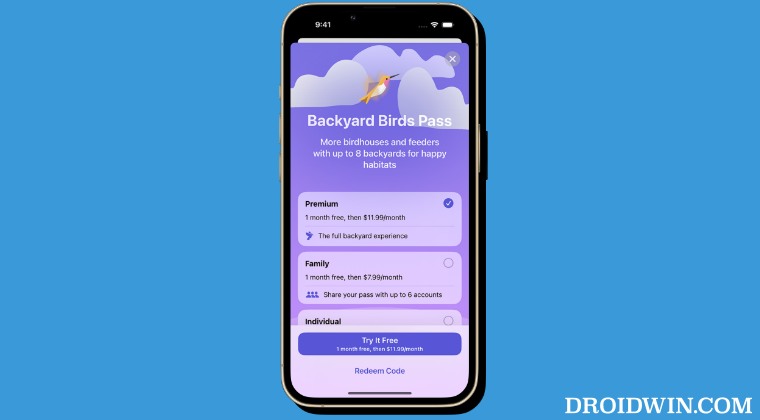 9:41
Backyard Birds Pass
More birdhouses and feeders
with up to 8 backyards for happy
habitats
Premium
1 month free, then $11.99/month
The full backyard experience
Family
1 month free, then $7.99/month
Share your pass with up to 6 accounts
Individual
Try It Free
1 month free, then $11.99/month
Redeem Code
DROIDWIN.COM